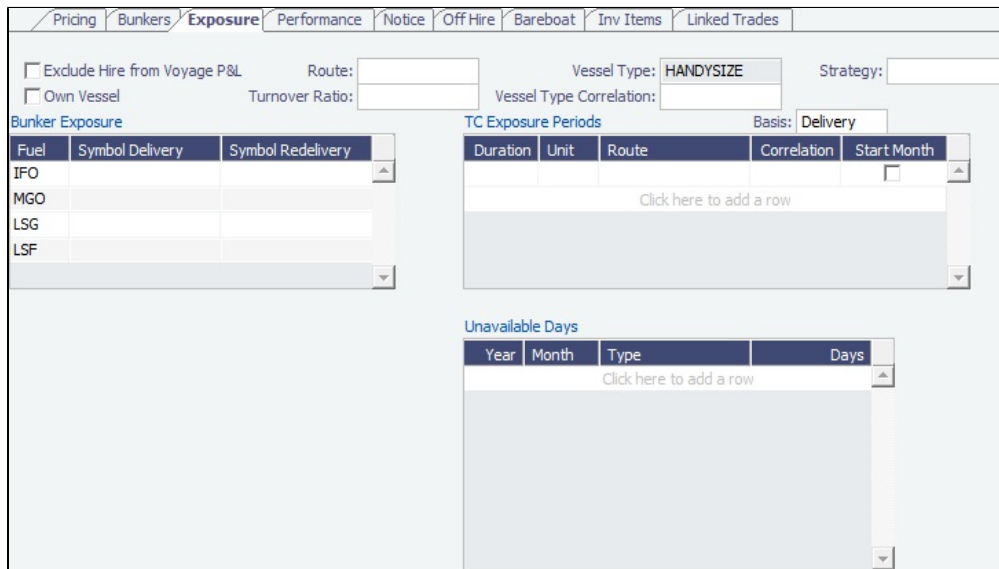 Pricing Bunkers Exposure Performance Notice Off Hire Bareboat Inv Items Linked Trades
Exclude Hire from Voyage P&L Route: Vessel Type: HANDYSIZE Strategy:
Own Vessel Turnover Ratio: Vessel Type Correlation:
Bunker Exposure TC Exposure Periods Basis: Delivery
Fuel Symbol Delivery Symbol Redelivery Duration Unit Route Correlation Start Month
IFO
MGO Click here to add a row
LSG
LSF
Unavailable Days
Year Month Type Days
Click here to add a row